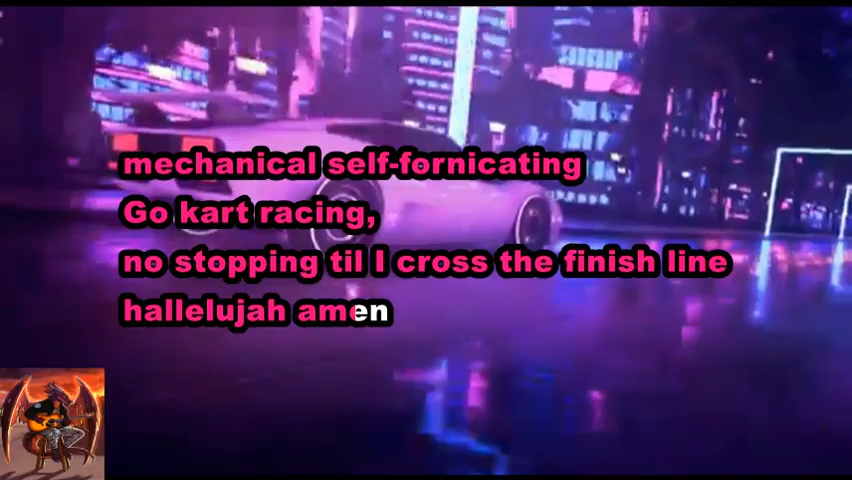 mechanical self-fornicating
Go kart racing,
no stopping til I cross the finish line
hallelujah amen